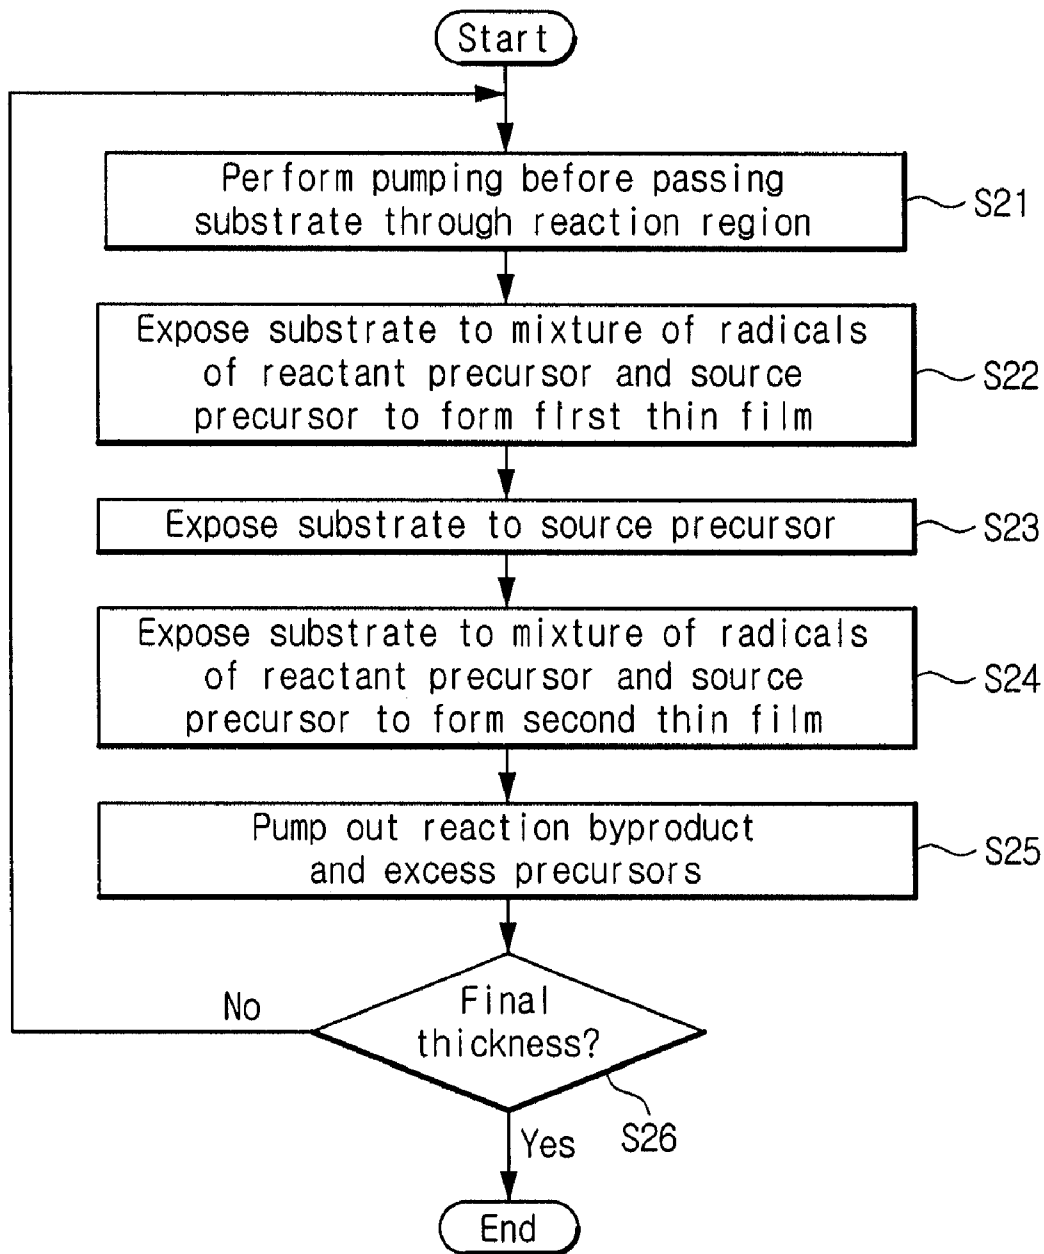 Start
Perform pumping before passing
substrate through reaction region
S21
Expose substrate to mixture of radicals
of reactant precursor and source
precursor to form first thin film
S22
Expose substrate to source precursor
S23
Expose substrate to mixture of radicals
of reactant precursor and source
precursor to form second thin film
S24
Pump out reaction byproduct
and excess precursors
S25
No
Final
thickness?
S26
Yes
End